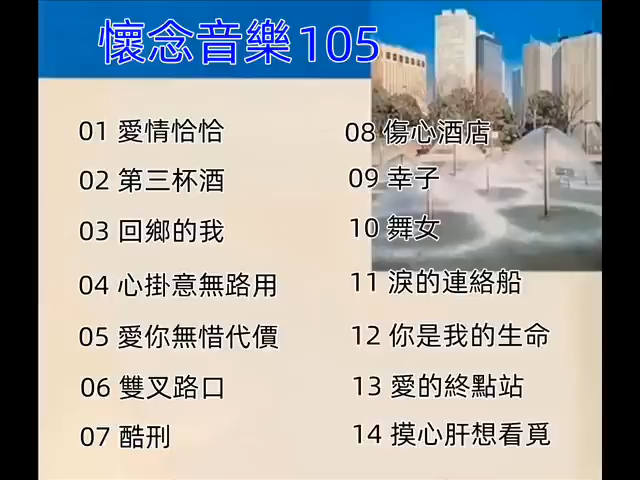 懷念音樂105
01 愛情恰恰
02 第三杯酒
03 回鄉的我
04 心掛意無路用
05 愛你無惜代價
06 雙叉路口
07 酷刑
08 傷心酒店
09 幸子
10 舞女
11 淚的連絡船
12 你是我的生命
13 愛的終點站
14 摸心肝想看覓